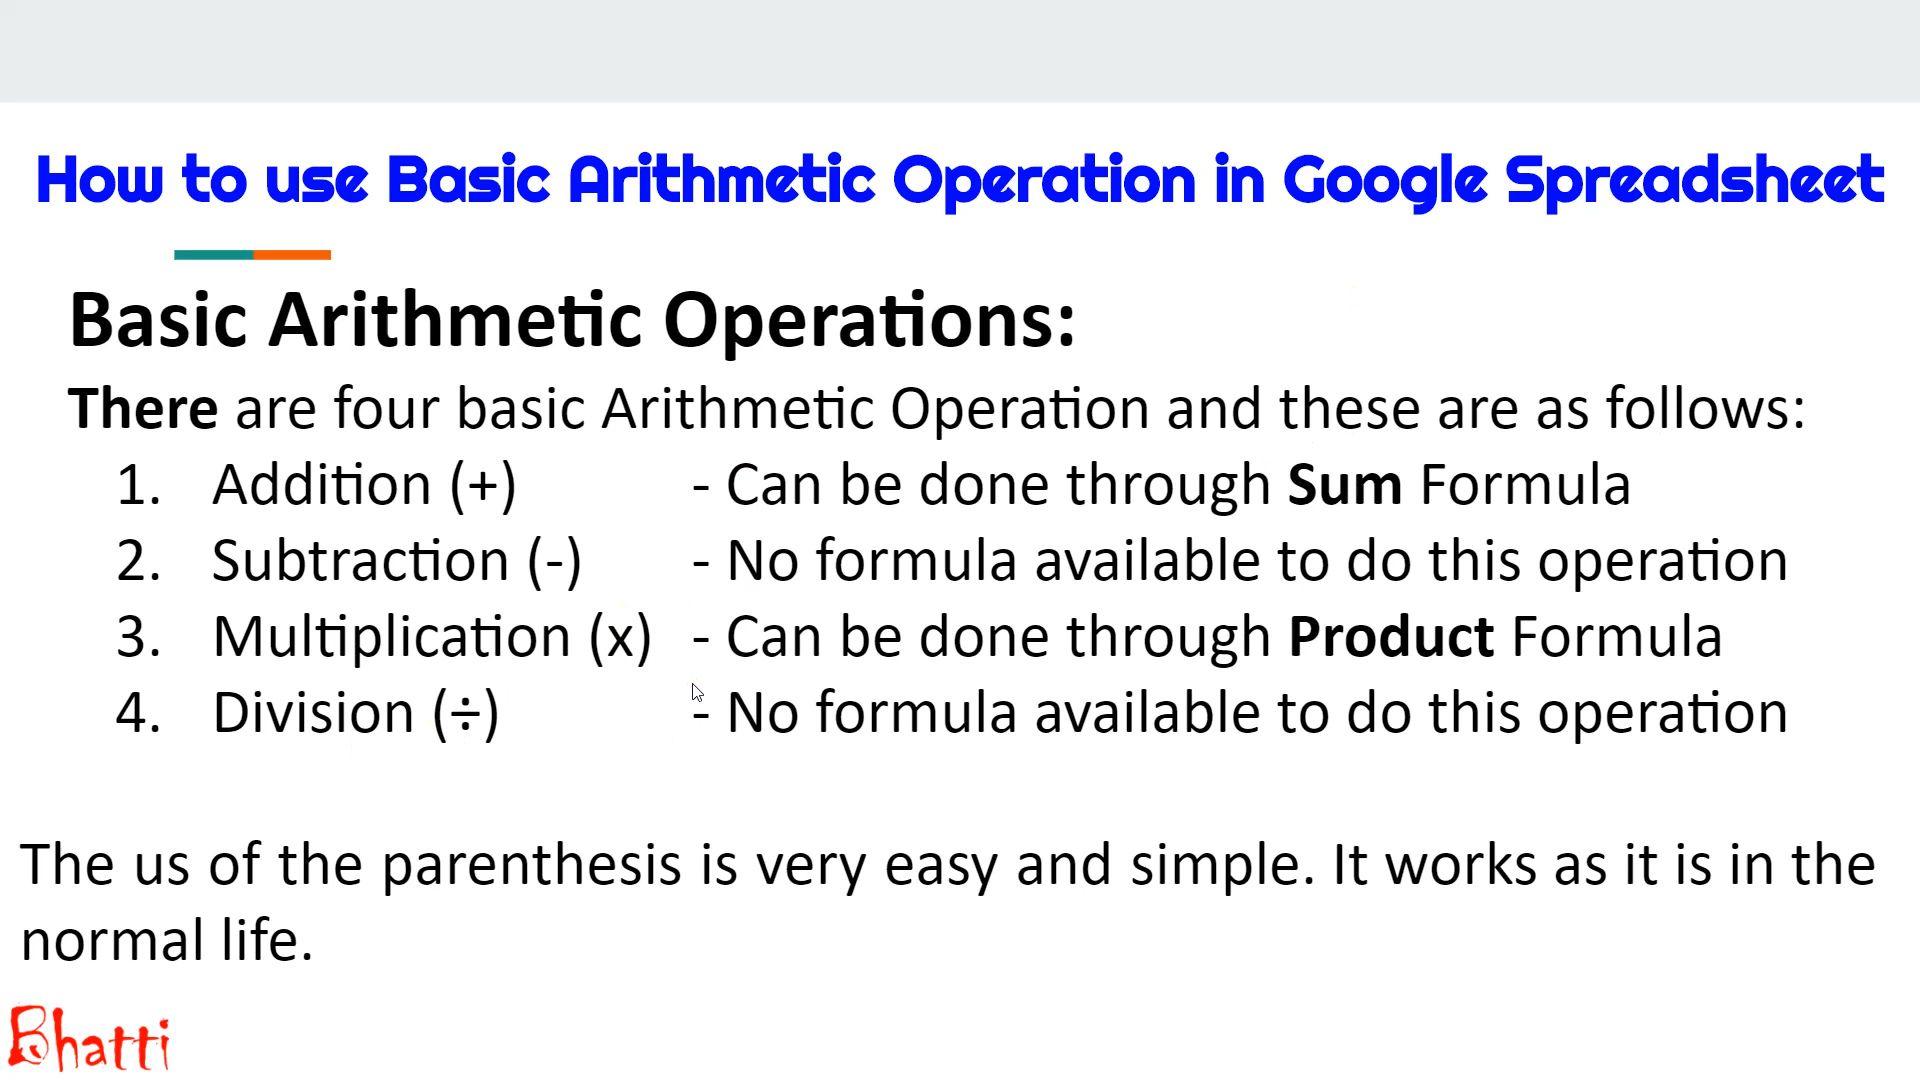 How to use Basic Arithmetic Operation in Google Spreadsheet
Basic Arithmetic Operations:
There are four basic Arithmetic Operation and these are as follows:
1. Addition (+) - Can be done through Sum Formula
2. Subtraction (-) - No formula available to do this operation
3. Multiplication (x) - Can be done through Product Formula
4. Division (÷) - No formula available to do this operation
The us of the parenthesis is very easy and simple. It works as it is in the
normal life.
Bhatti